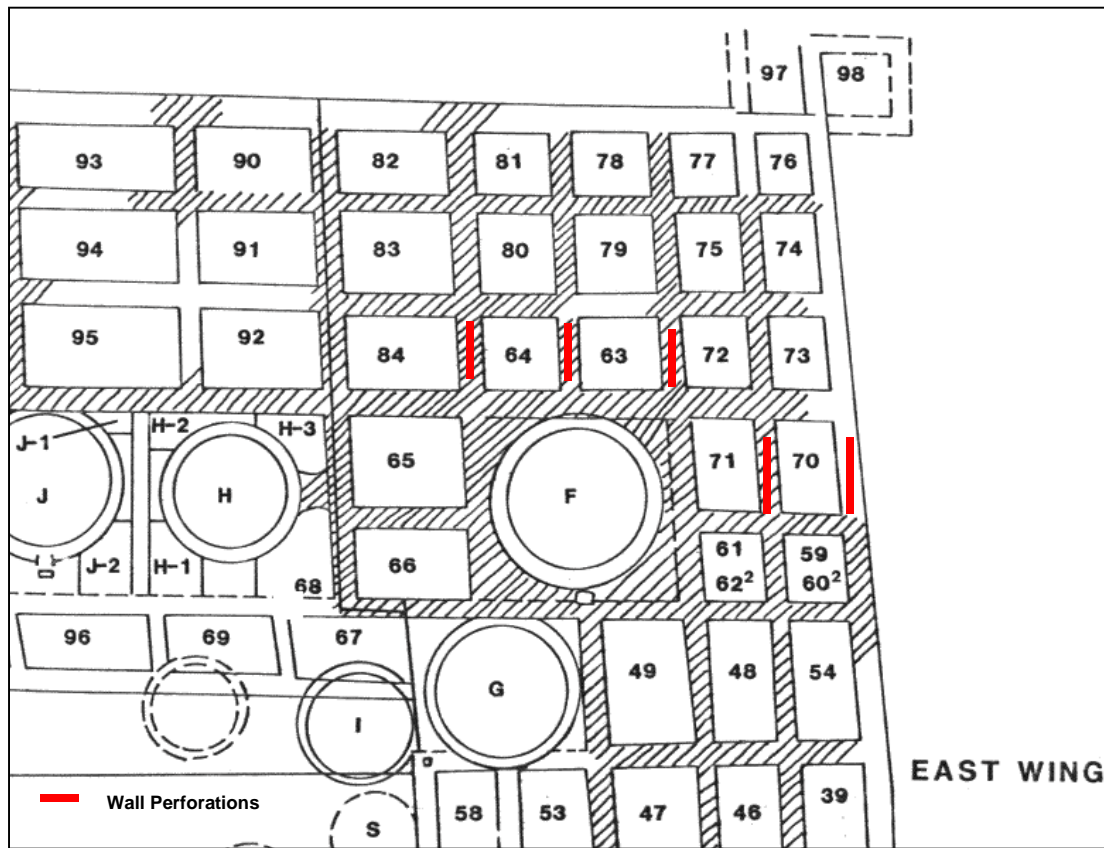 97 98
93 90 82 81 78 77 76
94 91 83 80 79 75 74
95 92 84 64 63 72 73
J-1 H-2 H-3
65 71 70
J H F
61 59
62² 60²
66
J-2 H-1 68
96 69 67
49 48 54
G
I
EAST WING
Wall Perforations
S 58 53 47 46 39